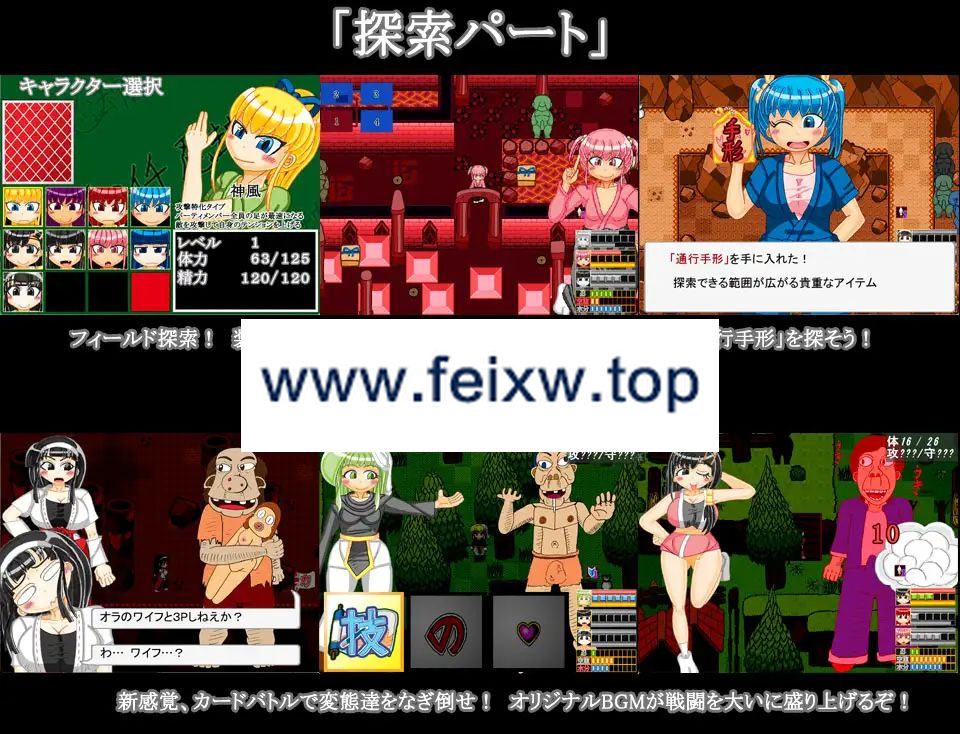 「探索パート」
キャラクター選択
神風
攻撃特化タイプ
パーティメンバー全員の足が最速になる
敵を攻撃して自身のテンションを上げる
レベル 1
体力 63/125
精力 120/120
2 3
1 4
手形
「通行手形」を手に入れた！
探索できる範囲が広がる貴重なアイテム
フィールド探索！
行手形」を探そう！
www.feixw.top
攻???/守???
体16 / 26
攻???/守???
10
オラのワイフと3Pしねえか？
わ… ワイフ…？
技
の
新感覚、カードバトルで変態達をなぎ倒せ！ オリジナルBGMが戦闘を大いに盛り上げるぞ！